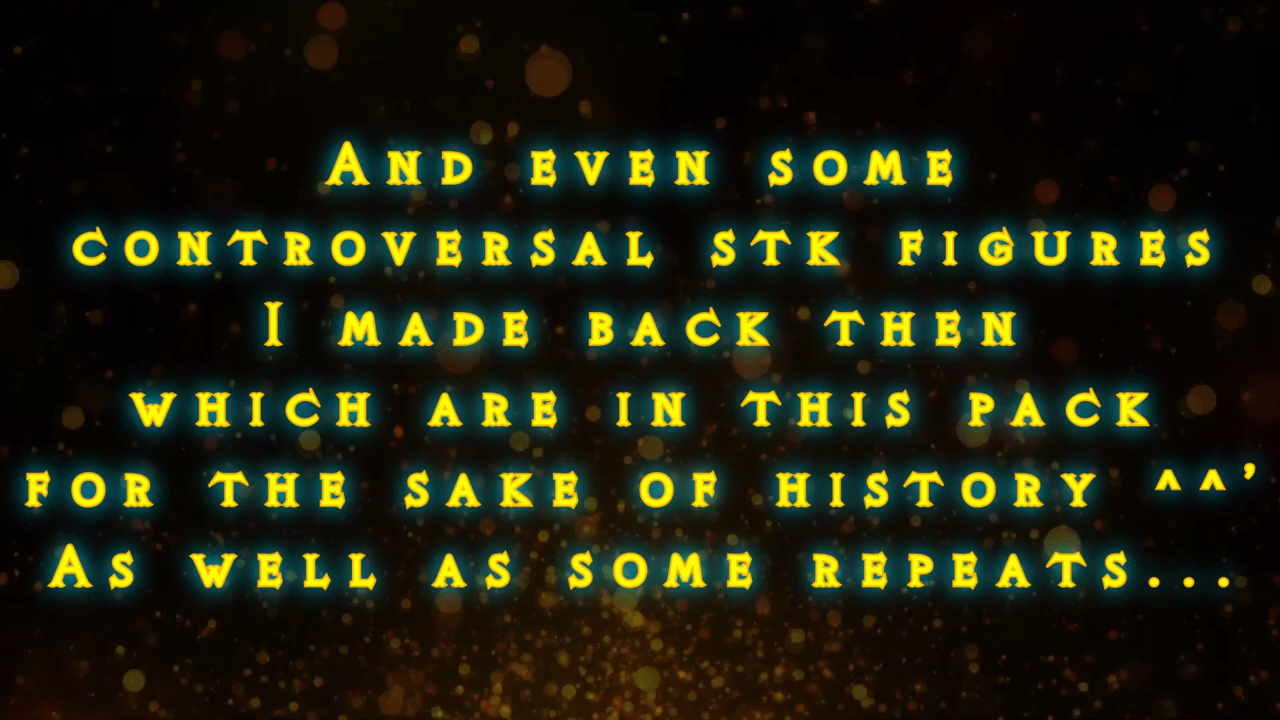 And even some
controversal stk figures
I made back then
which are in this pack
for the sake of history ^^'
As well as some repeats...